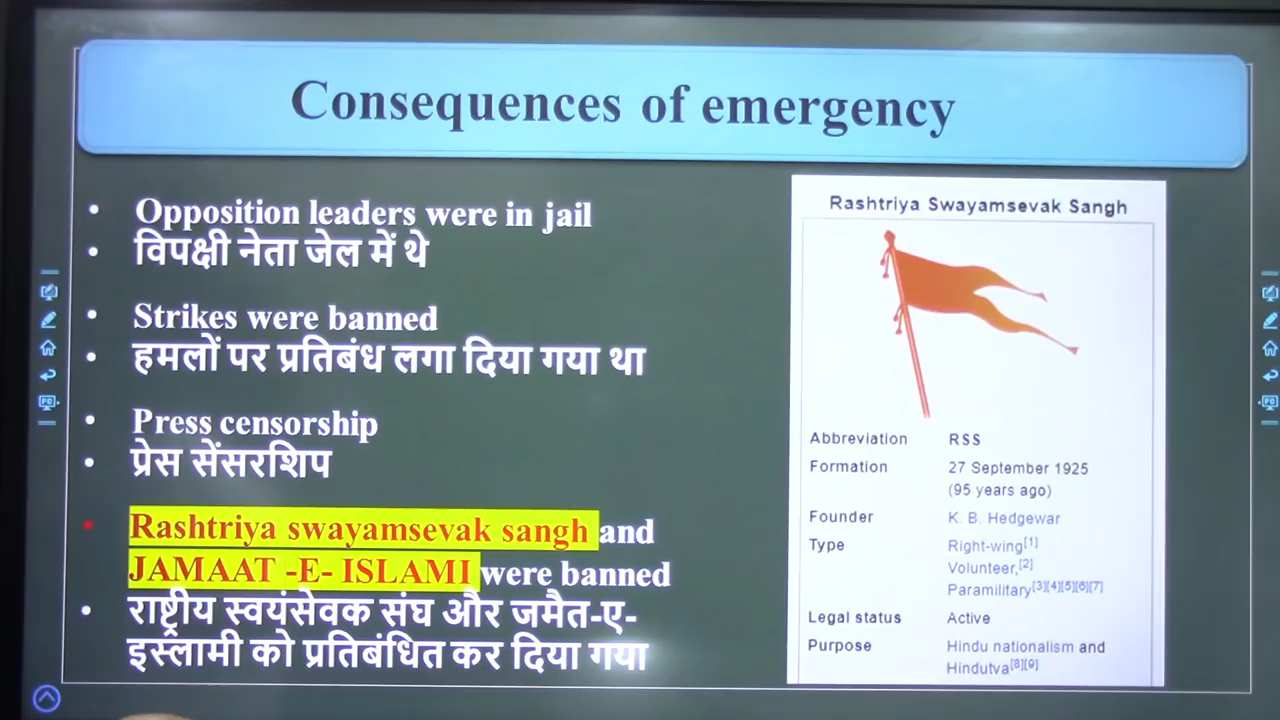 Consequences of emergency
• Opposition leaders were in jail
• विपक्षी नेता जेल में थे
• Strikes were banned
• हमलों पर प्रतिबंध लगा दिया गया था
• Press censorship
• प्रेस सेंसरशिप
• Rashtriya swayamsevak sangh and
JAMAAT -E- ISLAMI were banned
• राष्ट्रीय स्वयंसेवक संघ और जमैत-ए-
इस्लामी को प्रतिबंधित कर दिया गया
Rashtriya Swayamsevak Sangh
Abbreviation RSS
Formation 27 September 1925
(95 years ago)
Founder K. B. Hedgewar
Type Right-wing[1]
Volunteer,[2]
Paramilitary[3][4][5][6][7]
Legal status Active
Purpose Hindu nationalism and
Hindutva[8][9]